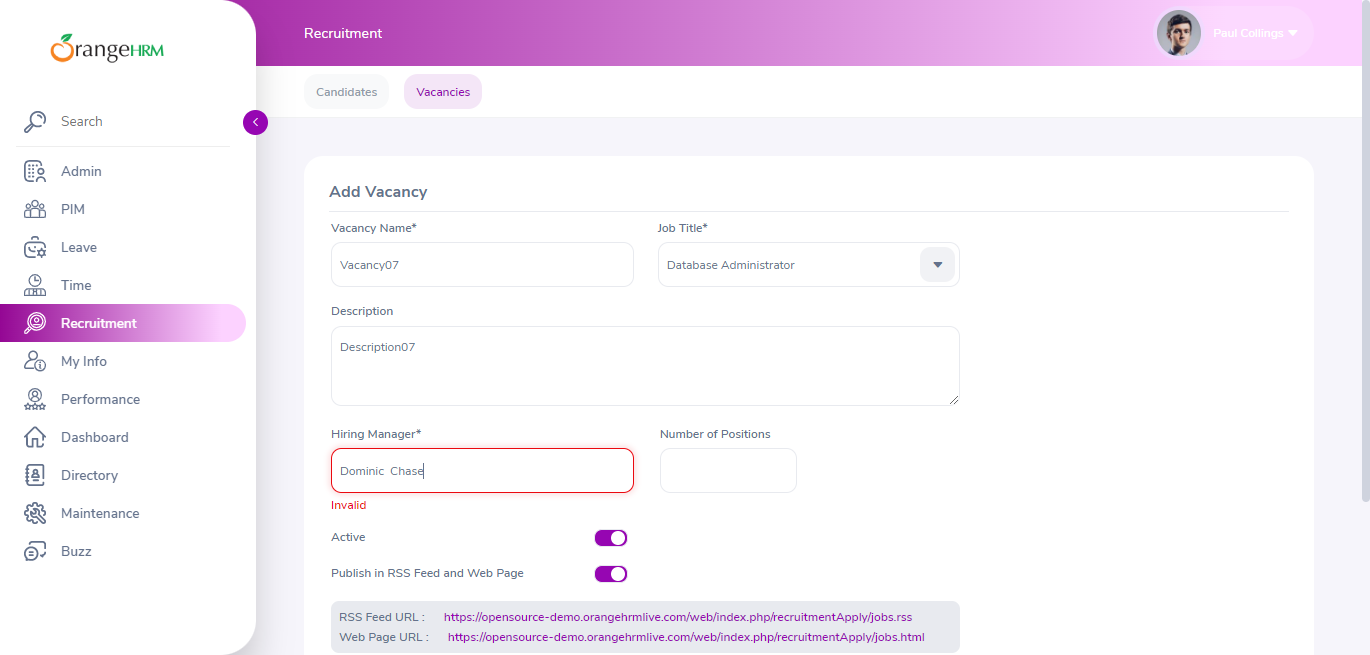 OrangeHRM
Recruitment
Paul Collings
Candidates
Vacancies
Search
Admin
PIM
Leave
Time
Recruitment
My Info
Performance
Dashboard
Directory
Maintenance
Buzz
Add Vacancy
Vacancy Name*
Job Title*
Vacancy07
Database Administrator
Description
Description07
Hiring Manager*
Number of Positions
Dominic  Chase
Invalid
Active
Publish in RSS Feed and Web Page
RSS Feed URL : https://opensource-demo.orangehrmlive.com/web/index.php/recruitmentApply/jobs.rss
Web Page URL : https://opensource-demo.orangehrmlive.com/web/index.php/recruitmentApply/jobs.html